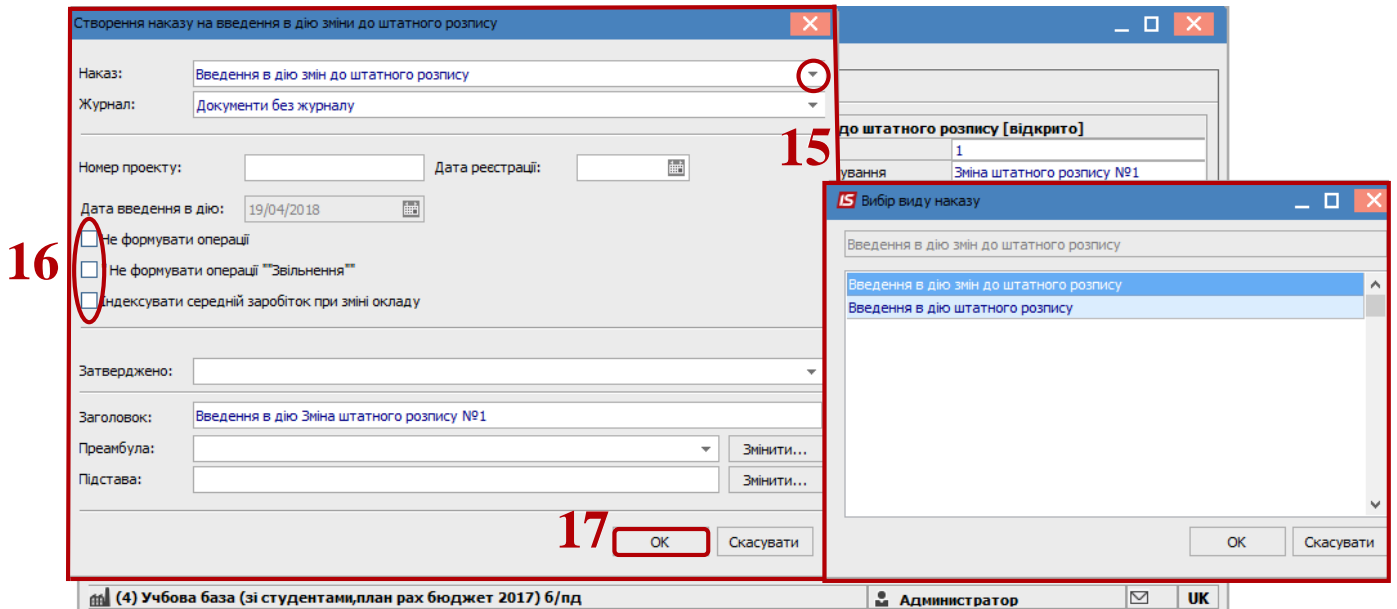 Створення наказу на введення в дію зміни до штатного розпису
Наказ: Введення в дію змін до штатного розпису
Журнал: Документи без журналу
15
до штатного розпису [відкрито]
1
ування Зміна штатного розпису №1
Номер проекту: Дата реєстрації:
Дата введення в дію: 19/04/2018
16
Не формувати операції
Не формувати операції ""Звільнення""
Індексувати середній заробіток при зміні окладу
Затверджено:
Заголовок: Введення в дію Зміна штатного розпису №1
Преамбула: Змінити...
Підстава: Змінити...
17
OK Скасувати
IS Вибір виду наказу
Введення в дію змін до штатного розпису
Введення в дію змін до штатного розпису
Введення в дію штатного розпису
OK Скасувати
(4) Учбова база (зі студентами,план рах бюджет 2017) б/пд Администратор UK